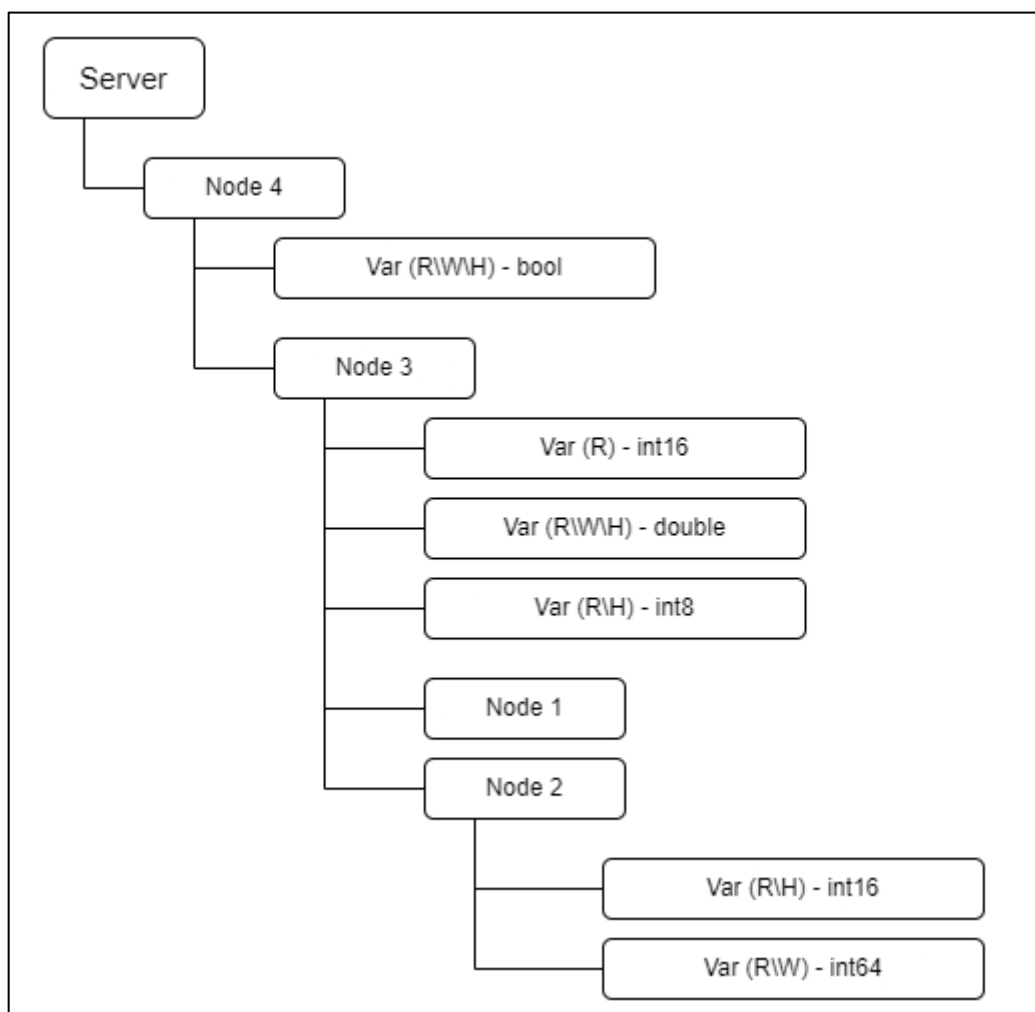 Server
Node 4
Var (R\W\H) - bool
Node 3
Var (R) - int16
Var (R\W\H) - double
Var (R\H) - int8
Node 1
Node 2
Var (R\H) - int16
Var (R\W) - int64